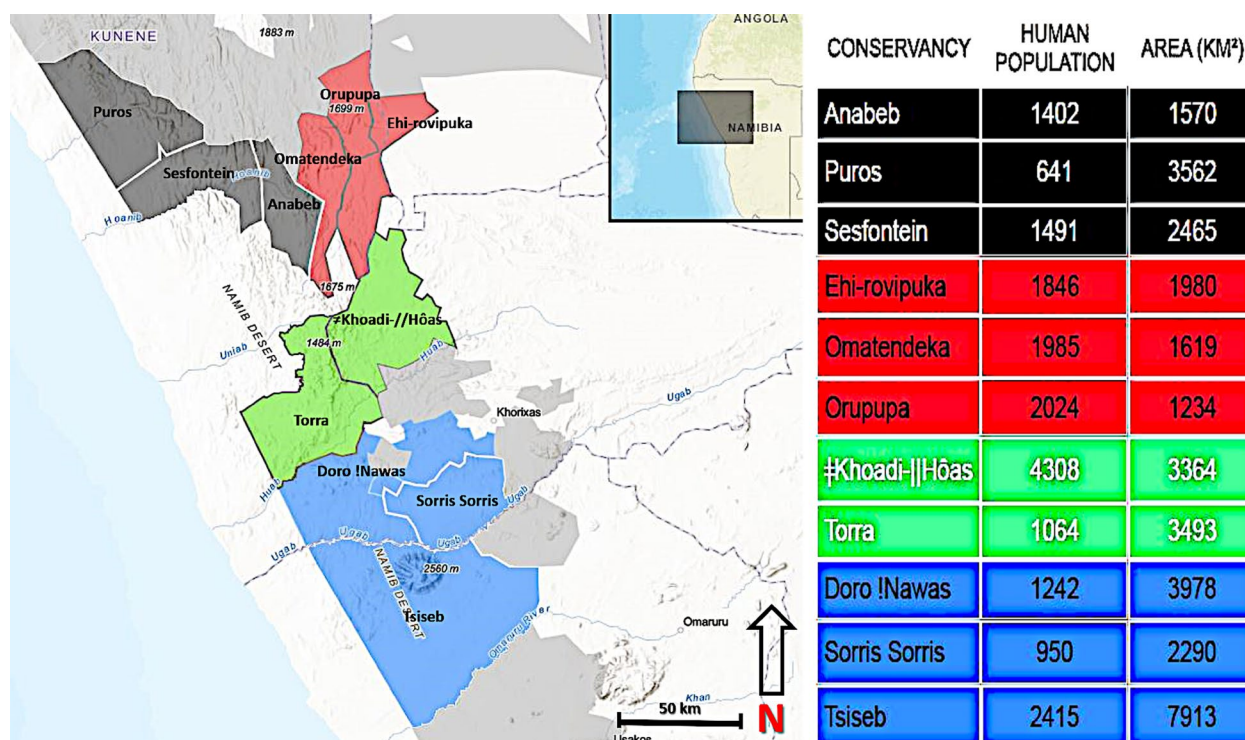 KUNENE
1883 m
Puros
Orupupa
1699 m
Ehi-rovipuka
Omatendeka
Sesfontein
Hoanib
Anabeb
Hoanib
1675 m
NAMIB DESERT
ǂKhoadi-//Hôas
1484 m
Uniab
Huab
Torra
Khorixas
Ugab
Doro !Nawas
Huab
Sorris Sorris
Ugab
Ugab
Ugab
Ugab
NAMIB DESERT
2560 m
Tsiseb
Omaruru River
Omaruru
Khan
50 km
N
Usakos
ANGOLA
NAMIBIA
CONSERVANCY HUMAN POPULATION AREA (KM²)
Anabeb 1402 1570
Puros 641 3562
Sesfontein 1491 2465
Ehi-rovipuka 1846 1980
Omatendeka 1985 1619
Orupupa 2024 1234
ǂKhoadi-||Hôas 4308 3364
Torra 1064 3493
Doro !Nawas 1242 3978
Sorris Sorris 950 2290
Tsiseb 2415 7913